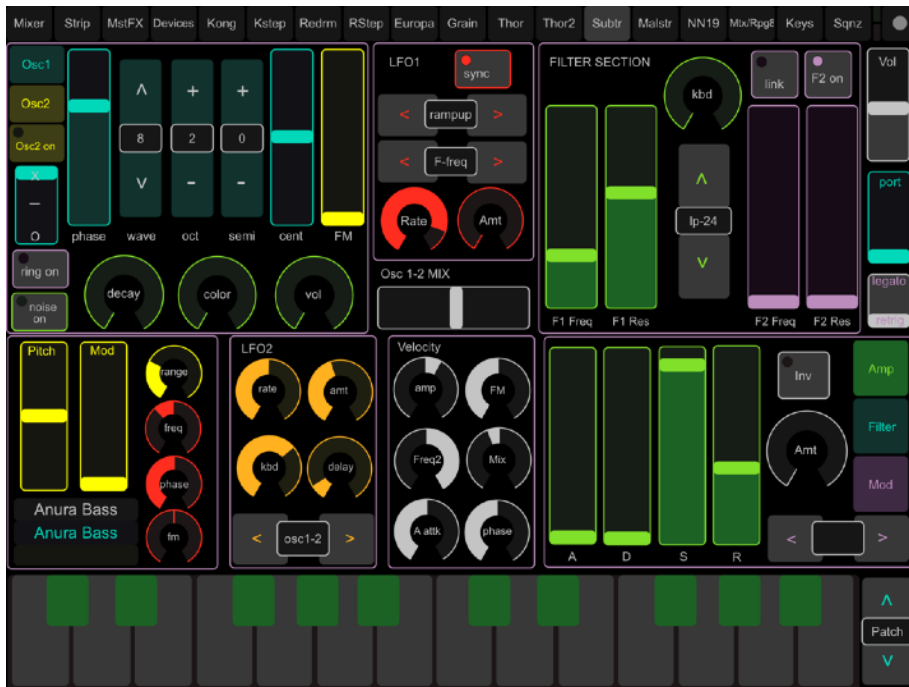 Mixer Strip MstFX Devices Kong Kstep Redrm RStep Europa Grain Thor Thor2 Subtr Malstr NN19 Mtx/Rpg8 Keys Sqnz
Osc1
Osc2
Osc2 on
X
O
8 2 0
phase wave oct semi cent FM
ring on
noise on
decay color vol
LFO1
sync
< rampup >
< F-freq >
Rate Amt
Osc 1-2 MIX
FILTER SECTION
kbd
link
F2 on
lp-24
F1 Freq F1 Res F2 Freq F2 Res
Vol
port
legato
retrig
Pitch Mod
range
freq
phase
fm
Anura Bass
Anura Bass
LFO2
rate amt
kbd delay
< osc1-2 >
Velocity
amp FM
Freq2 Mix
A attk phase
A D S R
Inv
Amt
< >
Amp
Filter
Mod
Patch